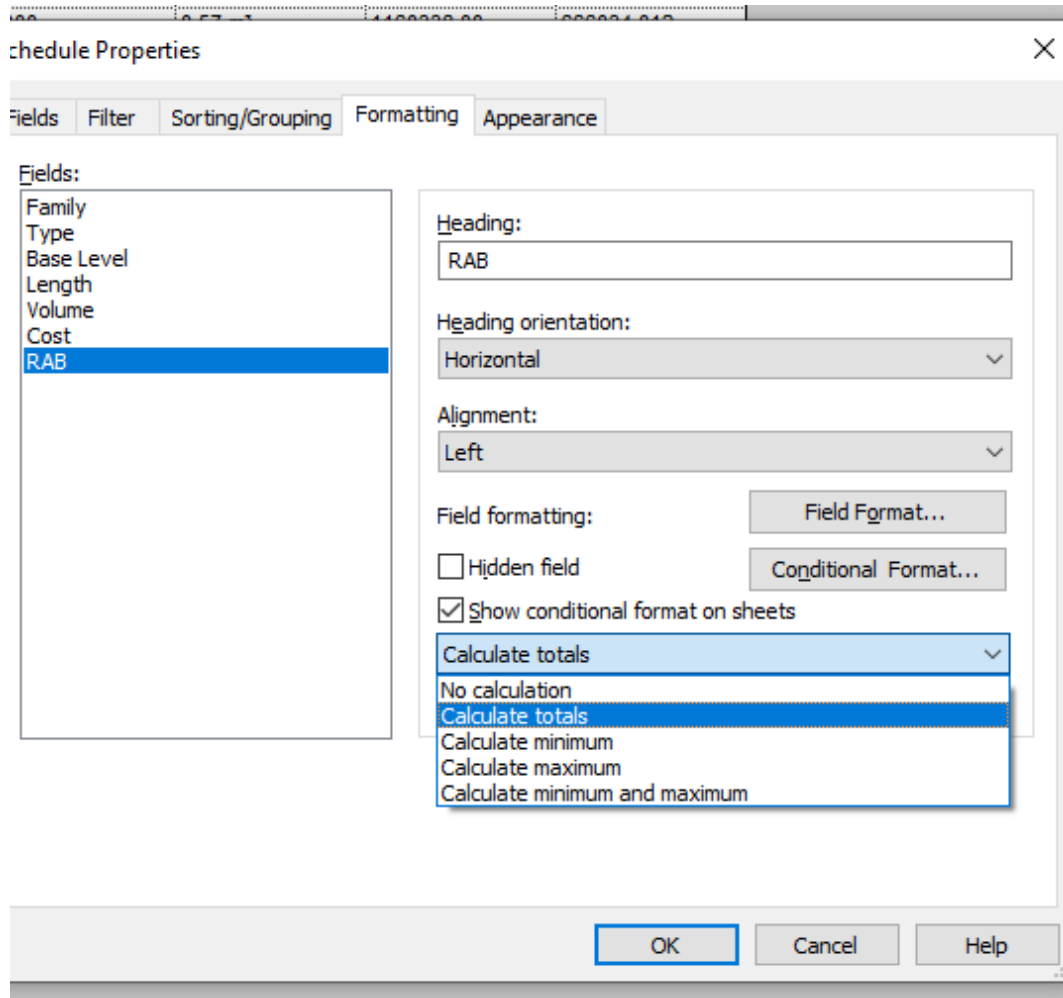 chedule Properties
Fields Filter Sorting/Grouping Formatting Appearance
Fields:
Family
Type
Base Level
Length
Volume
Cost
RAB
Heading:
RAB
Heading orientation:
Horizontal
Alignment:
Left
Field formatting:
Field Format...
Hidden field
Conditional Format...
Show conditional format on sheets
Calculate totals
No calculation
Calculate totals
Calculate minimum
Calculate maximum
Calculate minimum and maximum
OK Cancel Help